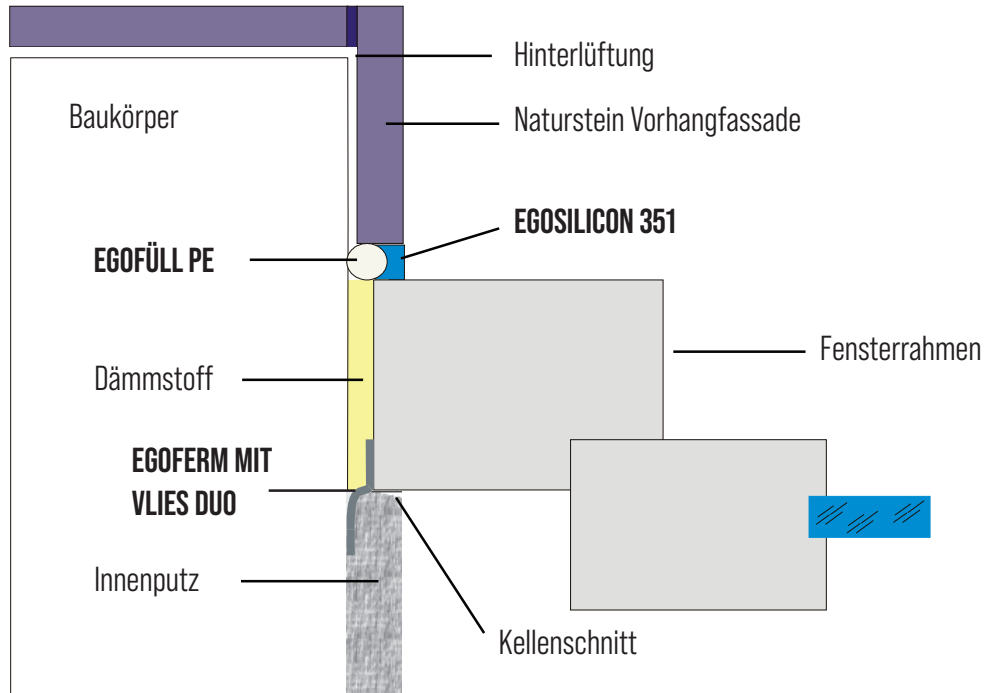 Hinterlüftung
Baukörper
Naturstein Vorhangfassade
EGOSILICON 351
EGOFÜLL PE
Fensterrahmen
Dämmstoff
EGOFERM MIT
VLIES DUO
Innenputz
Kellenschnitt